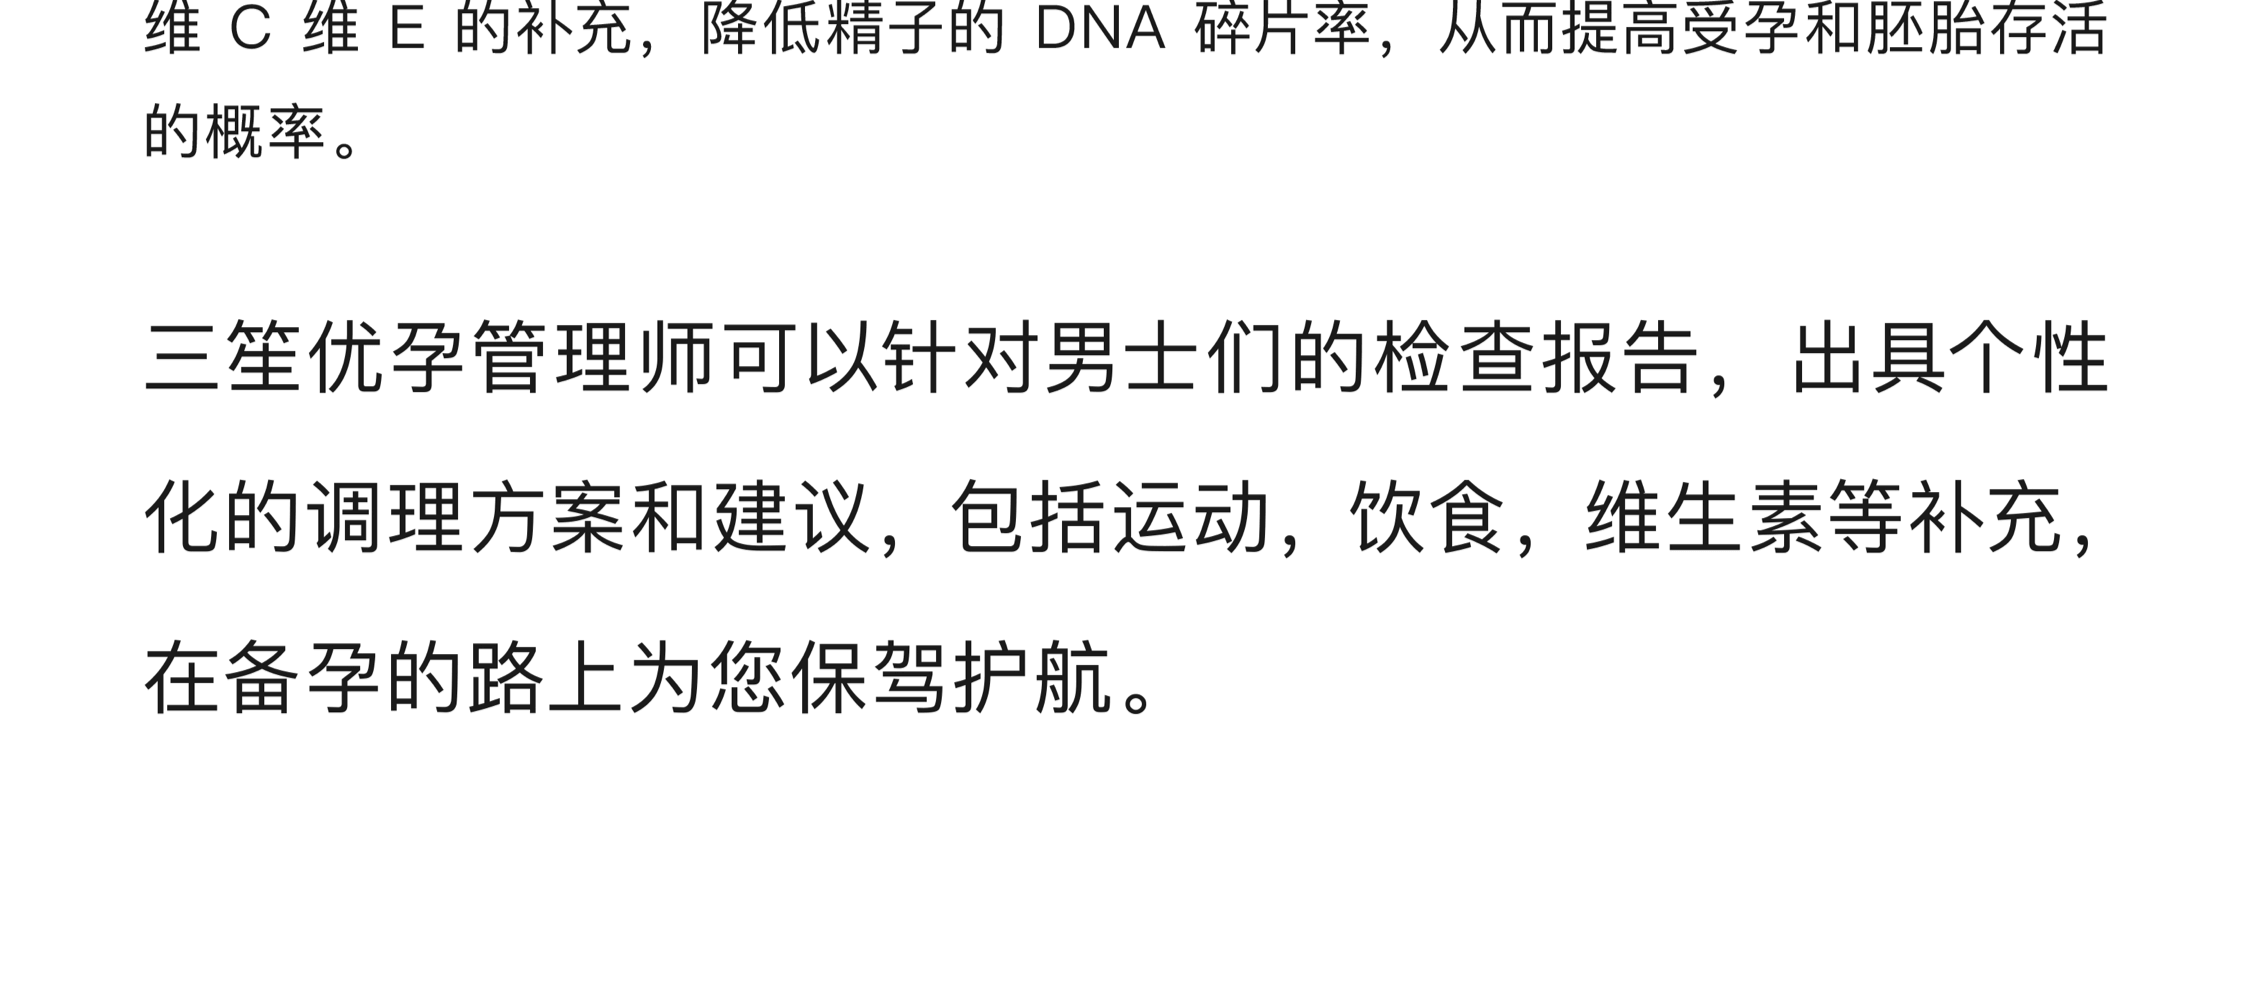 维 C 维 E 的补充，降低精子的 DNA 碎片率，从而提高受孕和胚胎存活
的概率。
三笙优孕管理师可以针对男士们的检查报告，出具个性
化的调理方案和建议，包括运动，饮食，维生素等补充，
在备孕的路上为您保驾护航。